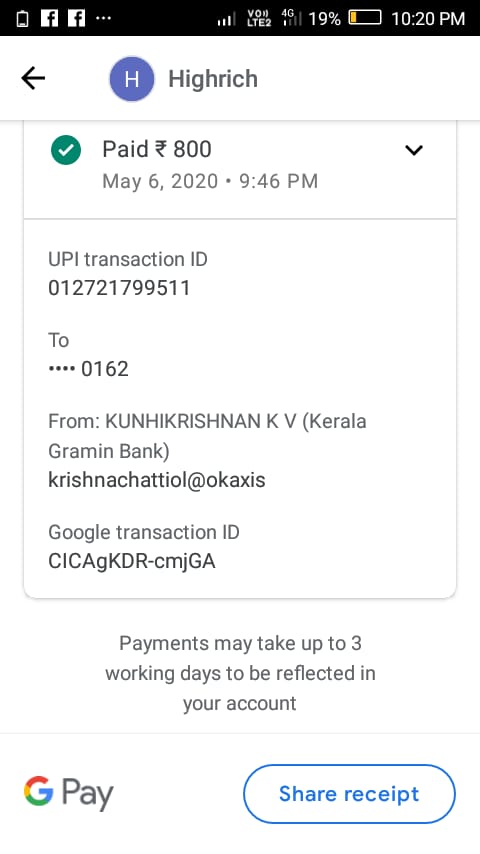 VO)) LTE2 4G 19% 10:20 PM
H Highrich
Paid ₹ 800
May 6, 2020 • 9:46 PM
UPI transaction ID
012721799511
To
•••• 0162
From: KUNHIKRISHNAN K V (Kerala
Gramin Bank)
krishnachattiol@okaxis
Google transaction ID
CICAgKDR-cmjGA
Payments may take up to 3
working days to be reflected in
your account
G Pay
Share receipt